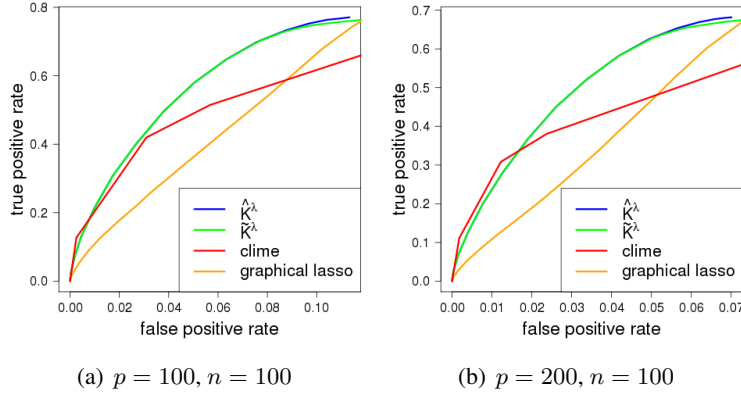 0.8
0.6
0.4
0.2
0.0
true positive rate
K̂λ
K̃λ
clime
graphical lasso
0.00 0.02 0.04 0.06 0.08 0.10
false positive rate
(a) p = 100, n = 100
0.7
0.6
0.5
0.4
0.3
0.2
0.1
0.0
true positive rate
K̂λ
K̃λ
clime
graphical lasso
0.00 0.01 0.02 0.03 0.04 0.05 0.06 0.07
false positive rate
(b) p = 200, n = 100